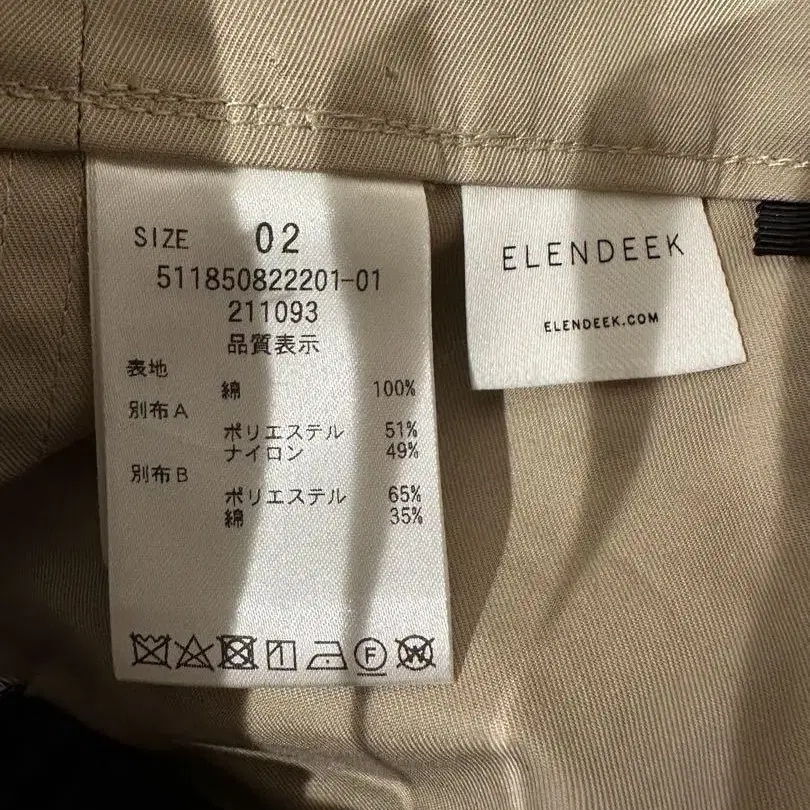 SIZE 02
511850822201-01
211093
品質表示
表地
綿 100%
別布A
ポリエステル 51%
ナイロン 49%
別布B
ポリエステル 65%
綿 35%
F
W
ELENDEEK
ELENDEEK.COM